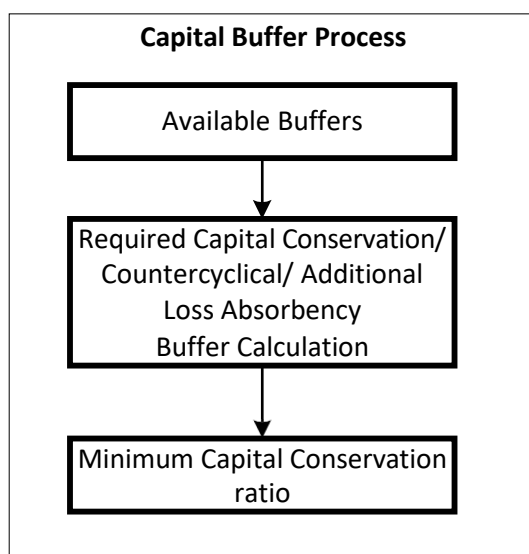 Capital Buffer Process
Available Buffers
Required Capital Conservation/
Countercyclical/ Additional
Loss Absorbency
Buffer Calculation
Minimum Capital Conservation
ratio